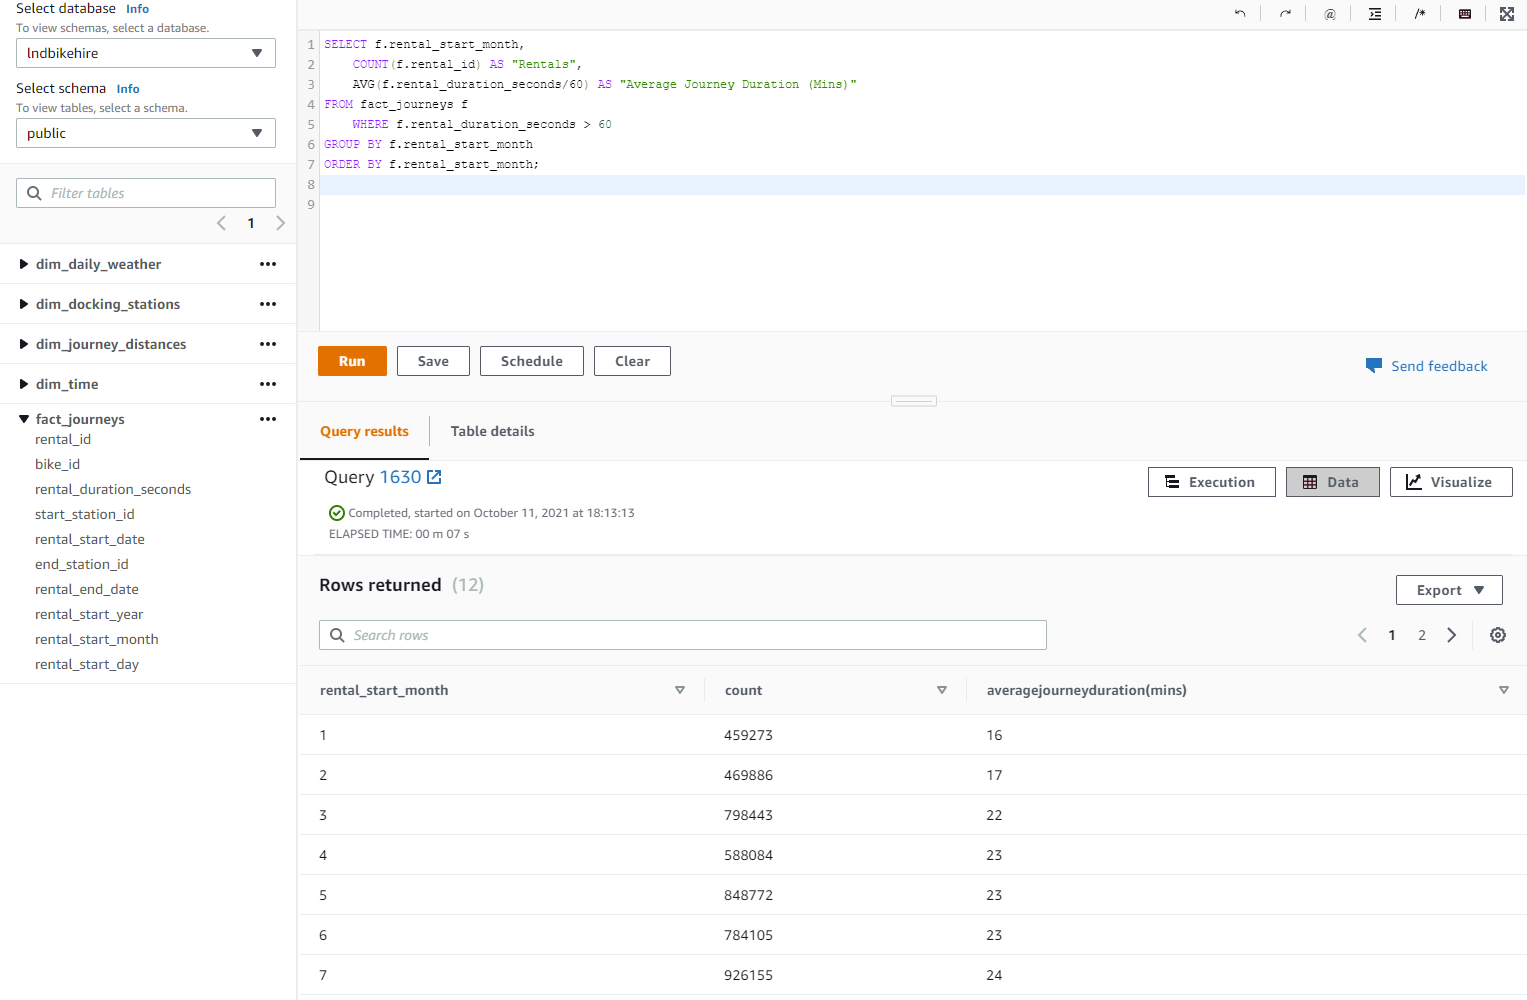 Select database Info
To view schemas, select a database.
lndbikehire
Select schema Info
To view tables, select a schema.
public
Filter tables
1
dim_daily_weather
dim_docking_stations
dim_journey_distances
dim_time
fact_journeys
rental_id
bike_id
rental_duration_seconds
start_station_id
rental_start_date
end_station_id
rental_end_date
rental_start_year
rental_start_month
rental_start_day
@ /*
1 SELECT f.rental_start_month,
2 COUNT(f.rental_id) AS "Rentals",
3 AVG(f.rental_duration_seconds/60) AS "Average Journey Duration (Mins)"
4 FROM fact_journeys f
5 WHERE f.rental_duration_seconds > 60
6 GROUP BY f.rental_start_month
7 ORDER BY f.rental_start_month;
8
9
Run Save Schedule Clear
Send feedback
Query results Table details
Query 1630
Execution Data Visualize
Completed, started on October 11, 2021 at 18:13:13
ELAPSED TIME: 00 m 07 s
Rows returned (12)
Export
Search rows
1 2
rental_start_month count averagejourneyduration(mins)
1 459273 16
2 469886 17
3 798443 22
4 588084 23
5 848772 23
6 784105 23
7 926155 24